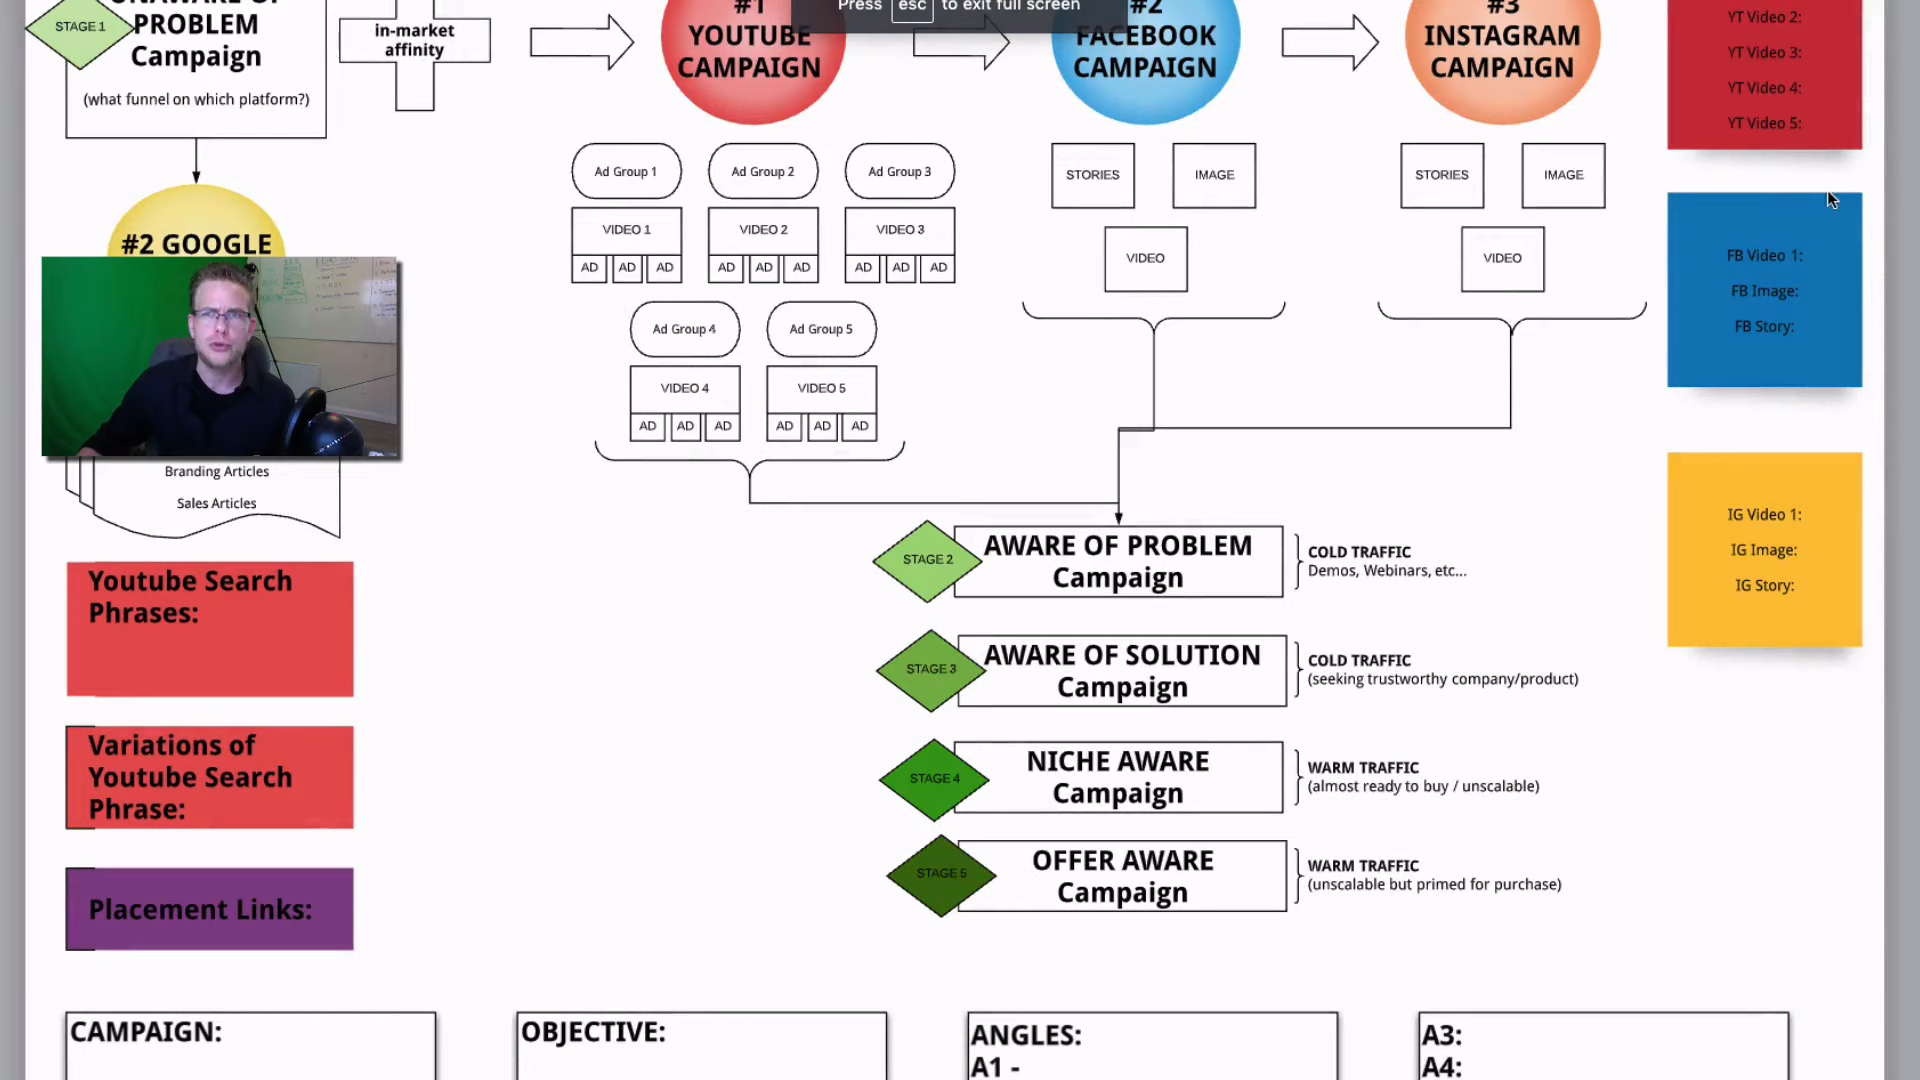 UNAWARE OF
PROBLEM
Campaign
STAGE 1
(what funnel on which platform?)
in-market
affinity
#1
YOUTUBE
CAMPAIGN
Press esc to exit full screen
#2
FACEBOOK
CAMPAIGN
#3
INSTAGRAM
CAMPAIGN
YT Video 2:
YT Video 3:
YT Video 4:
YT Video 5:
Ad Group 1
Ad Group 2
Ad Group 3
VIDEO 1
VIDEO 2
VIDEO 3
AD AD AD
AD AD AD
AD AD AD
Ad Group 4
Ad Group 5
VIDEO 4
VIDEO 5
AD AD AD
AD AD AD
STORIES
IMAGE
VIDEO
STORIES
IMAGE
VIDEO
FB Video 1:
FB Image:
FB Story:
IG Video 1:
IG Image:
IG Story:
#2 GOOGLE
Branding Articles
Sales Articles
Youtube Search
Phrases:
Variations of
Youtube Search
Phrase:
Placement Links:
STAGE 2
AWARE OF PROBLEM
Campaign
COLD TRAFFIC
Demos, Webinars, etc...
STAGE 3
AWARE OF SOLUTION
Campaign
COLD TRAFFIC
(seeking trustworthy company/product)
STAGE 4
NICHE AWARE
Campaign
WARM TRAFFIC
(almost ready to buy / unscalable)
STAGE 5
OFFER AWARE
Campaign
WARM TRAFFIC
(unscalable but primed for purchase)
CAMPAIGN:
OBJECTIVE:
ANGLES:
A1 -
A3:
A4: